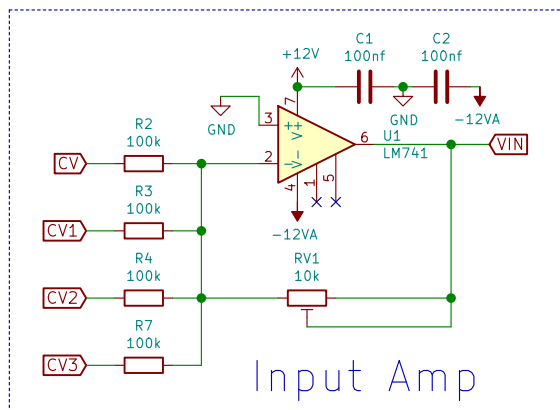 C1
100nf
C2
100nf
+12V
GND
-12VA
7
3
GND
V+
6
U1
LM741
VIN
R2
100k
CV
2
V-
4
1
5
-12VA
R3
100k
CV1
R4
100k
CV2
RV1
10k
R7
100k
CV3
Input Amp